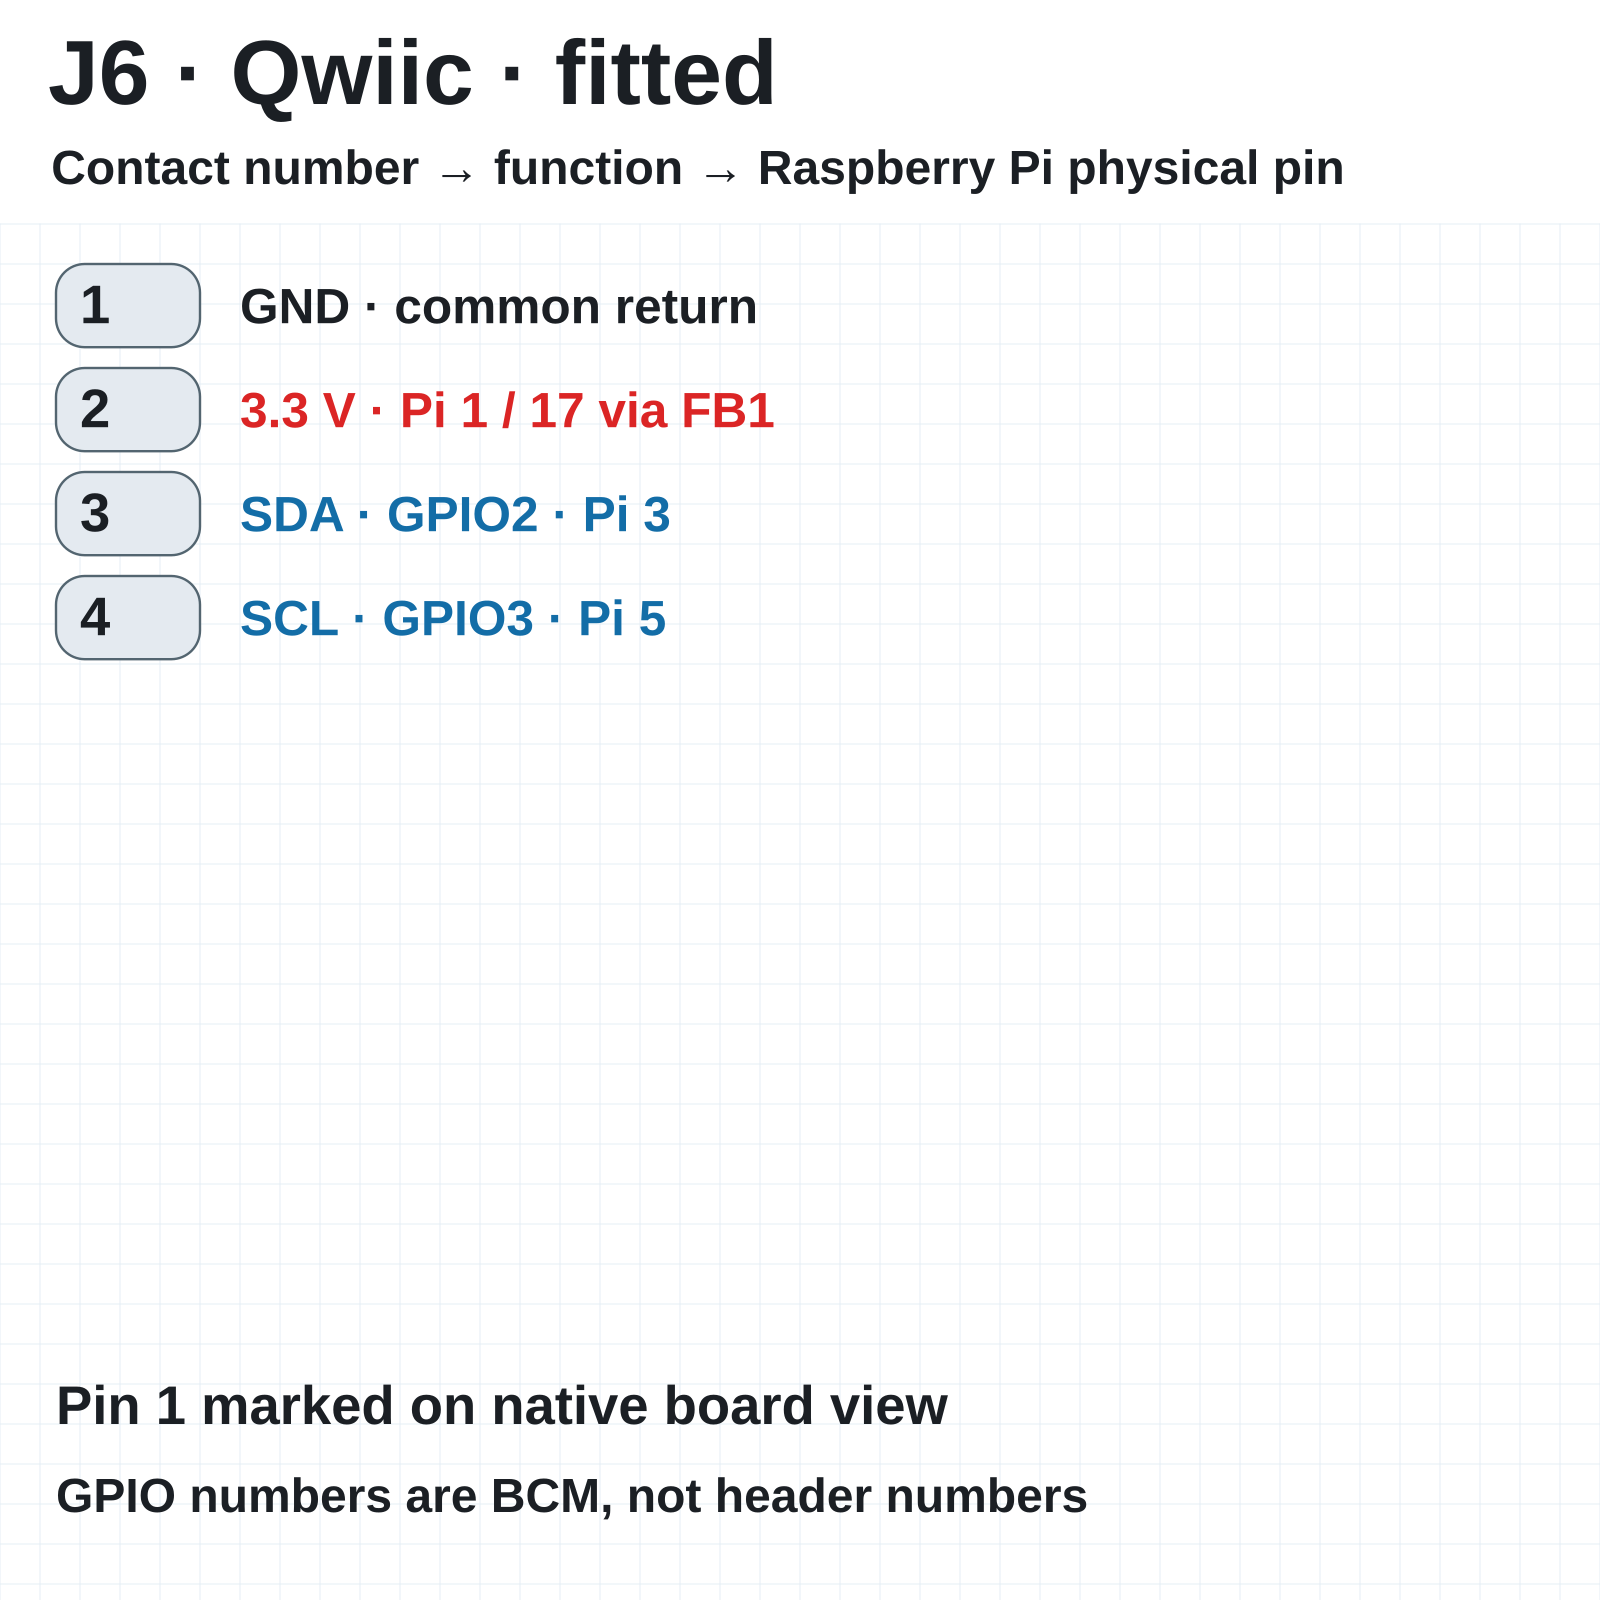 J6 · Qwiic · fitted
Contact number → function → Raspberry Pi physical pin
1 GND · common return
2 3.3 V · Pi 1 / 17 via FB1
3 SDA · GPIO2 · Pi 3
4 SCL · GPIO3 · Pi 5
Pin 1 marked on native board view
GPIO numbers are BCM, not header numbers